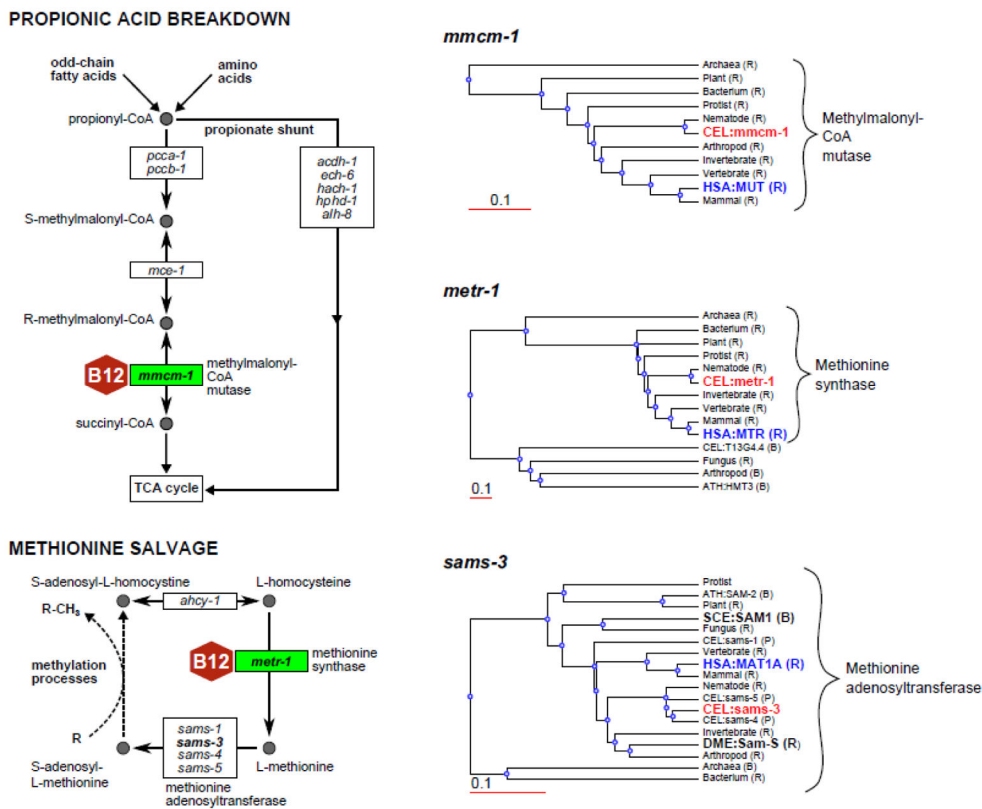 PROPIONIC ACID BREAKDOWN
odd-chain
fatty acids
amino
acids
propionyl-CoA
propionate shunt
pcca-1
pccb-1
acdh-1
ech-6
hach-1
hphd-1
alh-8
S-methylmalonyl-CoA
mce-1
R-methylmalonyl-CoA
B12
mmcm-1
methylmalonyl-
CoA
mutase
succinyl-CoA
TCA cycle
mmcm-1
Archaea (R)
Plant (R)
Bacterium (R)
Protist (R)
Nematode (R)
CEL:mmcm-1
Arthropod (R)
Invertebrate (R)
Vertebrate (R)
HSA:MUT (R)
Mammal (R)
0.1
Methylmalonyl-
CoA
mutase
metr-1
Archaea (R)
Bacterium (R)
Plant (R)
Protist (R)
Nematode (R)
CEL:metr-1
Invertebrate (R)
Vertebrate (R)
Mammal (R)
HSA:MTR (R)
CEL:T13G4.4 (B)
Fungus (R)
Arthropod (B)
ATH:HMT3 (B)
0.1
Methionine
synthase
METHIONINE SALVAGE
S-adenosyl-L-homocystine
L-homocysteine
R-CH3
ahcy-1
B12
metr-1
methionine
synthase
methylation
processes
R
sams-1
sams-3
sams-4
sams-5
S-adenosyl-
L-methionine
L-methionine
methionine
adenosyltransferase
sams-3
Protist
ATH:SAM-2 (B)
Plant (R)
SCE:SAM1 (B)
Fungus (R)
CEL:sams-1 (P)
Vertebrate (R)
HSA:MAT1A (R)
Mammal (R)
Nematode (R)
CEL:sams-5 (P)
CEL:sams-3
CEL:sams-4 (P)
Invertebrate (R)
DME:Sam-S (R)
Arthropod (R)
Archaea (B)
Bacterium (R)
0.1
Methionine
adenosyltransferase